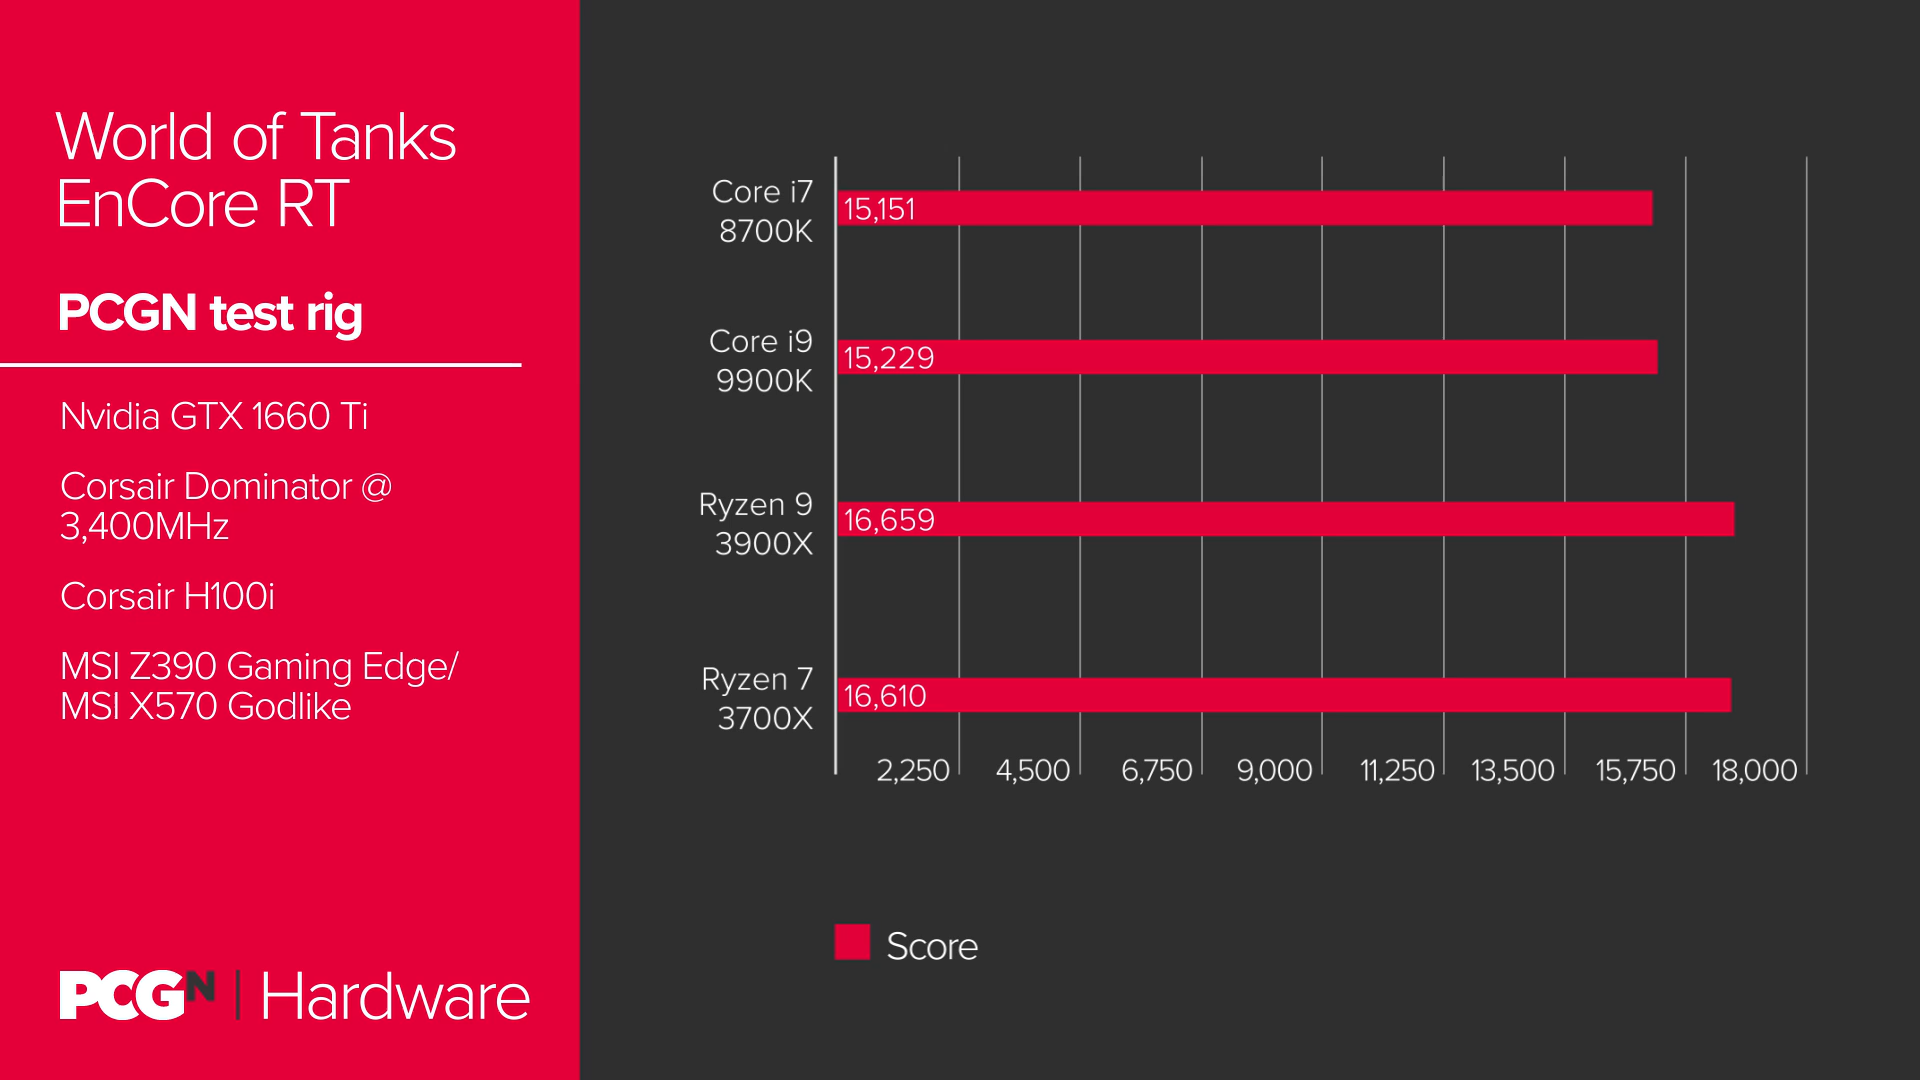 World of Tanks
EnCore RT
PCGN test rig
Nvidia GTX 1660 Ti
Corsair Dominator @
3,400MHz
Corsair H100i
MSI Z390 Gaming Edge/
MSI X570 Godlike
PCGN | Hardware
Core i7
8700K
15,151
Core i9
9900K
15,229
Ryzen 9
3900X
16,659
Ryzen 7
3700X
16,610
2,250 4,500 6,750 9,000 11,250 13,500 15,750 18,000
Score